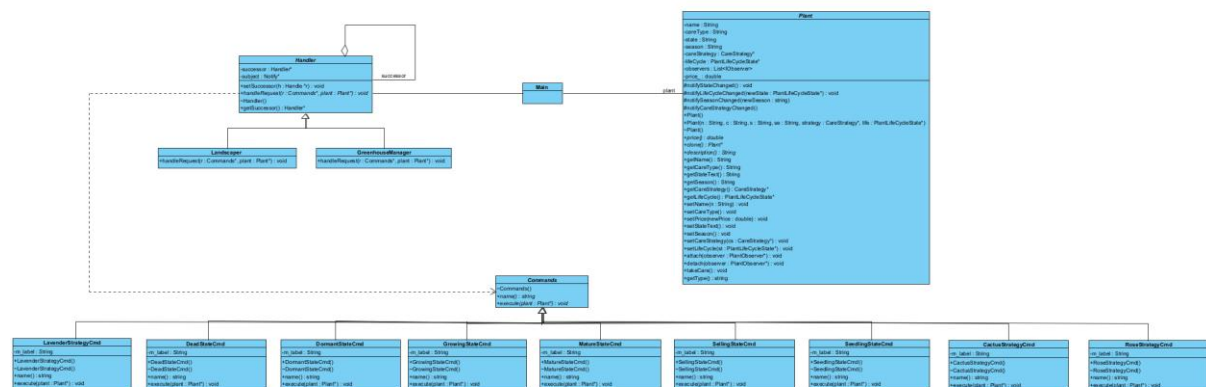 Plant
-name : String
-careType : String
-state : String
-season : String
-careStrategy : CareStrategy*
-lifeCycle : PlantLifeCycleState*
-observers : List<IObserver>
-price_ : double
#notifyStateChanged() : void
#notifyLifeCycleChanged(newState : PlantLifeCycleState*) : void
#notifySeasonChanged(newSeason : string)
#notifyCareStrategyChanged()
+Plant()
+Plant(n : String, c : String, s : String, se : String, strategy : CareStrategy*, life : PlantLifeCycleState*)
+Plant()
+price() : double
+clone() : Plant*
+description() : String
+getName() : String
+getCareType() : String
+getStateText() : String
+getSeason() : String
+getCareStrategy() : CareStrategy*
+getLifeCycle() : PlantLifeCycleState*
+setName(n : String) : void
+setCareType() : void
+setPrice(newPrice : double) : void
+setStateText() : void
+setSeason() : void
+setCareStrategy(cs : CareStrategy*) : void
+setLifeCycle(st : PlantLifeCycleState*) : void
+attach(observer : PlantObserver*) : void
+detach(observer : PlantObserver*) : void
+takeCare() : void
+getType() : string
Handler
-successor : Handler*
-subject : Notify*
+setSuccessor(h : Handler*) : void
+handleRequest(r : Commands*, plant : Plant*) : void
+Handler()
+getSuccessor() : Handler*
successor
Main
plant
Landscaper
+handleRequest(r : Commands*, plant : Plant*) : void
GreenhouseManager
+handleRequest(r : Commands*, plant : Plant*) : void
Commands
+Commands()
+name() : string
+execute(plant : Plant*) : void
LavenderStrategyCmd
-m_label : String
+LavenderStrategyCmd()
+LavenderStrategyCmd()
+name() : string
+execute(plant : Plant*) : void
DeadStateCmd
-m_label : String
+DeadStateCmd()
+DeadStateCmd()
+name() : string
+execute(plant : Plant*) : void
DormantStateCmd
-m_label : String
+DormantStateCmd()
+DormantStateCmd()
+name() : string
+execute(plant : Plant*) : void
GrowingStateCmd
-m_label : String
+GrowingStateCmd()
+GrowingStateCmd()
+name() : string
+execute(plant : Plant*) : void
MatureStateCmd
-m_label : String
+MatureStateCmd()
+MatureStateCmd()
+name() : string
+execute(plant : Plant*) : void
SellingStateCmd
-m_label : String
+SellingStateCmd()
+SellingStateCmd()
+name() : string
+execute(plant : Plant*) : void
SeedlingStateCmd
-m_label : String
+SeedlingStateCmd()
+SeedlingStateCmd()
+name() : string
+execute(plant : Plant*) : void
CactusStrategyCmd
-m_label : String
+CactusStrategyCmd()
+CactusStrategyCmd()
+name() : string
+execute(plant : Plant*) : void
RoseStrategyCmd
-m_label : String
+RoseStrategyCmd()
+RoseStrategyCmd()
+name() : string
+execute(plant : Plant*) : void